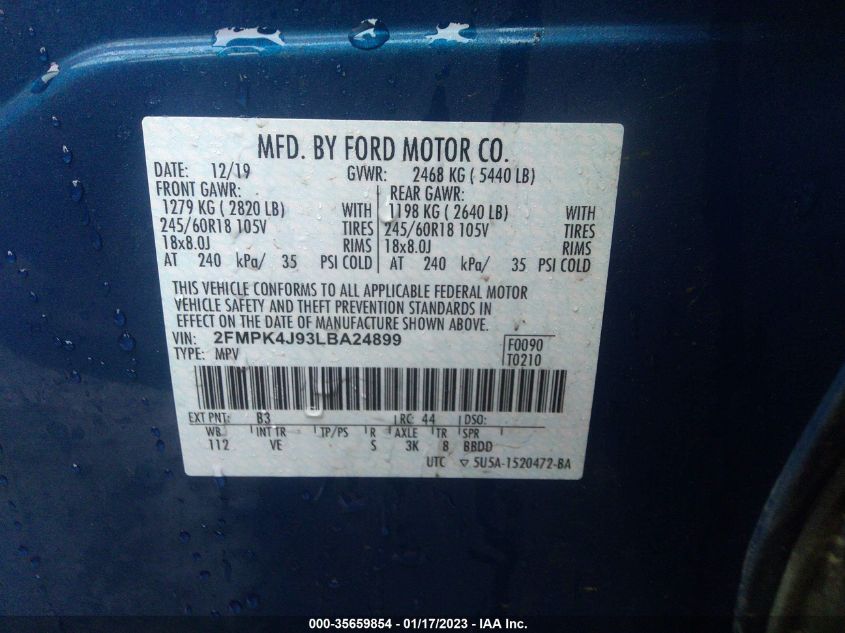 MFD. BY FORD MOTOR CO.
DATE: 12/19 GVWR: 2468 KG ( 5440 LB)
FRONT GAWR: REAR GAWR:
1279 KG ( 2820 LB) WITH 1198 KG ( 2640 LB) WITH
245/60R18 105V TIRES 245/60R18 105V TIRES
18x8.0J RIMS 18x8.0J RIMS
AT 240 kPa/ 35 PSI COLD AT 240 kPa/ 35 PSI COLD
THIS VEHICLE CONFORMS TO ALL APPLICABLE FEDERAL MOTOR
VEHICLE SAFETY AND THEFT PREVENTION STANDARDS IN
EFFECT ON THE DATE OF MANUFACTURE SHOWN ABOVE.
VIN: 2FMPK4J93LBA24899 F0090
TYPE: MPV T0210
EXT PNT: B3 RC: 44 DSO:
WB INT TR TP/PS R AXLE TR SPR
112 VE S 3K 8 BBDD
UTC ▽ 5U5A-1520472-BA
000-35659854 - 01/17/2023 - IAA Inc.